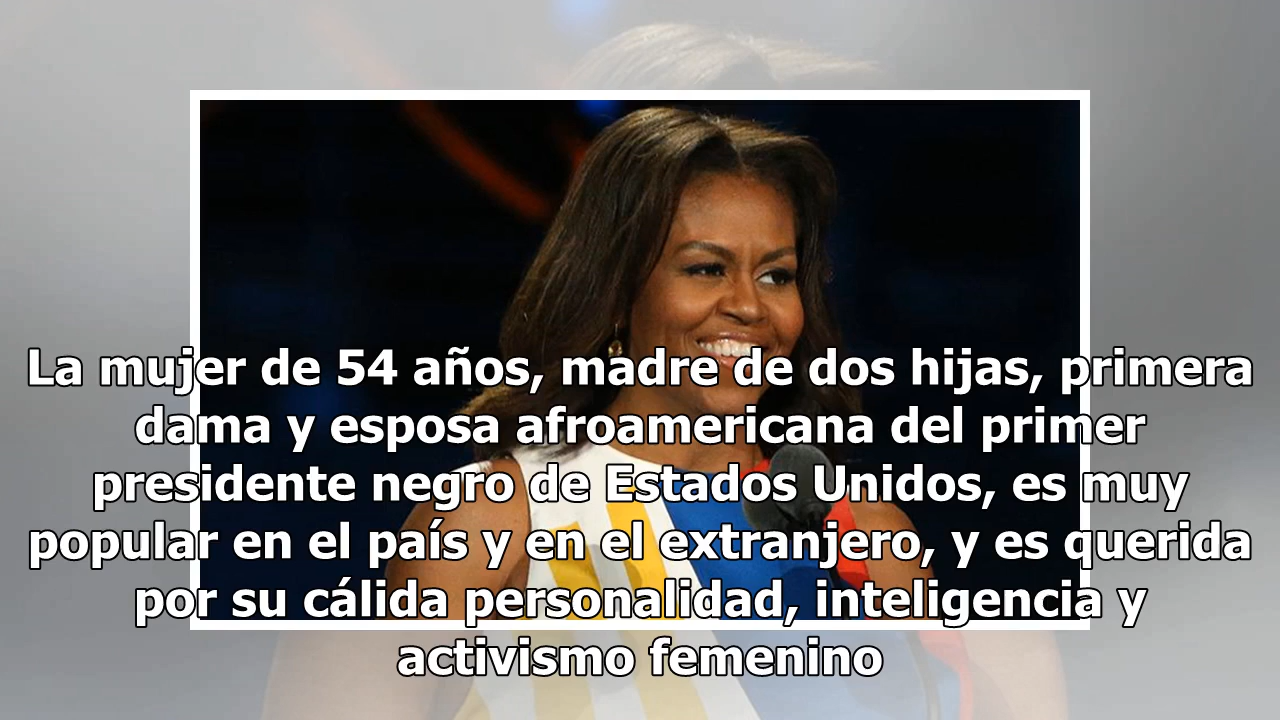 La mujer de 54 años, madre de dos hijas, primera
dama y esposa afroamericana del primer
presidente negro de Estados Unidos, es muy
popular en el país y en el extranjero, y es querida
por su cálida personalidad, inteligencia y
activismo femenino